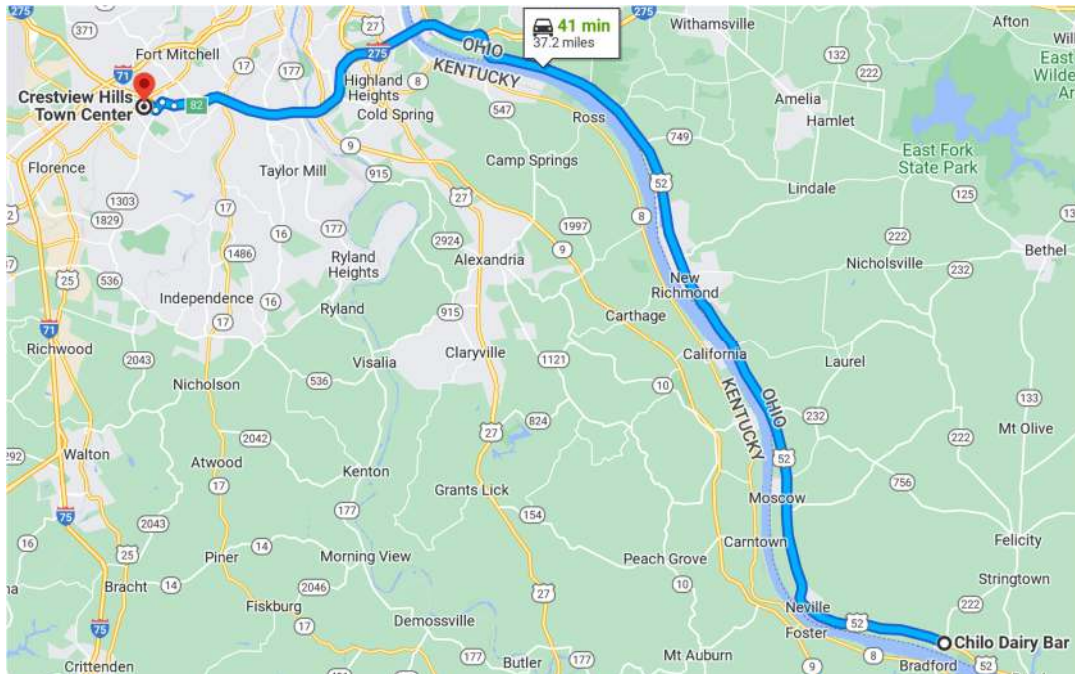 371
27
275
OHIO
41 min
37.2 miles
275
Withamsville
Afton
Fort Mitchell
17
177
275
132
222
71
Highland
Heights
8
KENTUCKY
Crestview Hills
Town Center
82
Cold Spring
547
Ross
Amelia
Hamlet
749
East Fork
State Park
Florence
Taylor Mill
9
Camp Springs
915
27
52
Lindale
125
1303
17
8
1829
177
2924
1997
222
16
Ryland
Heights
Alexandria
9
Bethel
536
1486
Nicholsville
232
25
New
Richmond
Independence
16
Ryland
915
Carthage
71
17
California
Richwood
Visalia
Claryville
Laurel
2043
1121
536
10
Nicholson
KENTUCKY
OHIO
133
232
824
222
Mt Olive
2042
27
292
Walton
Atwood
Kenton
52
17
Grants Lick
756
75
177
154
Moscow
2043
Carntown
Felicity
16
25
Piner
14
Morning View
Peach Grove
Bracht
14
2046
10
Stringtown
27
Fiskburg
Neville
222
17
Demossville
52
75
Foster
Chilo Dairy Bar
177
177
Mt Auburn
8
52
Crittenden
Butler
9
Bradford